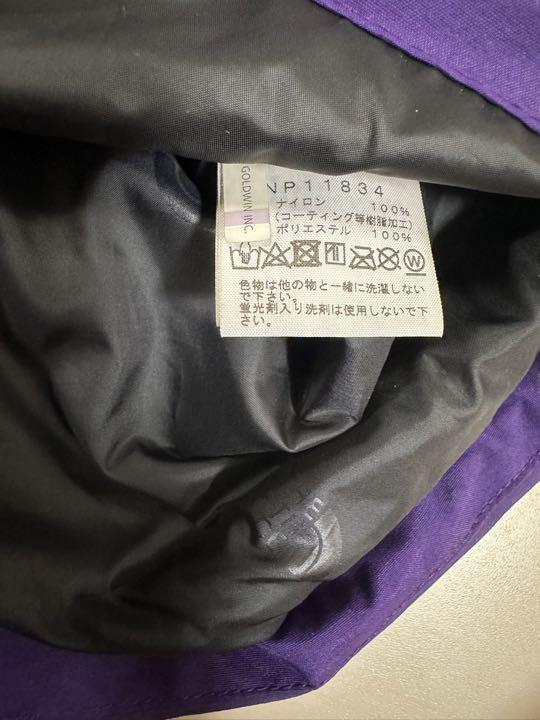 GOLDWIN INC.
NP11834
ナイロン 100%
(コーティング等樹脂加工)
ポリエステル 100%
W
色物は他の物と一緒に洗濯しない
で下さい。
蛍光剤入り洗剤は使用しないで下
さい。